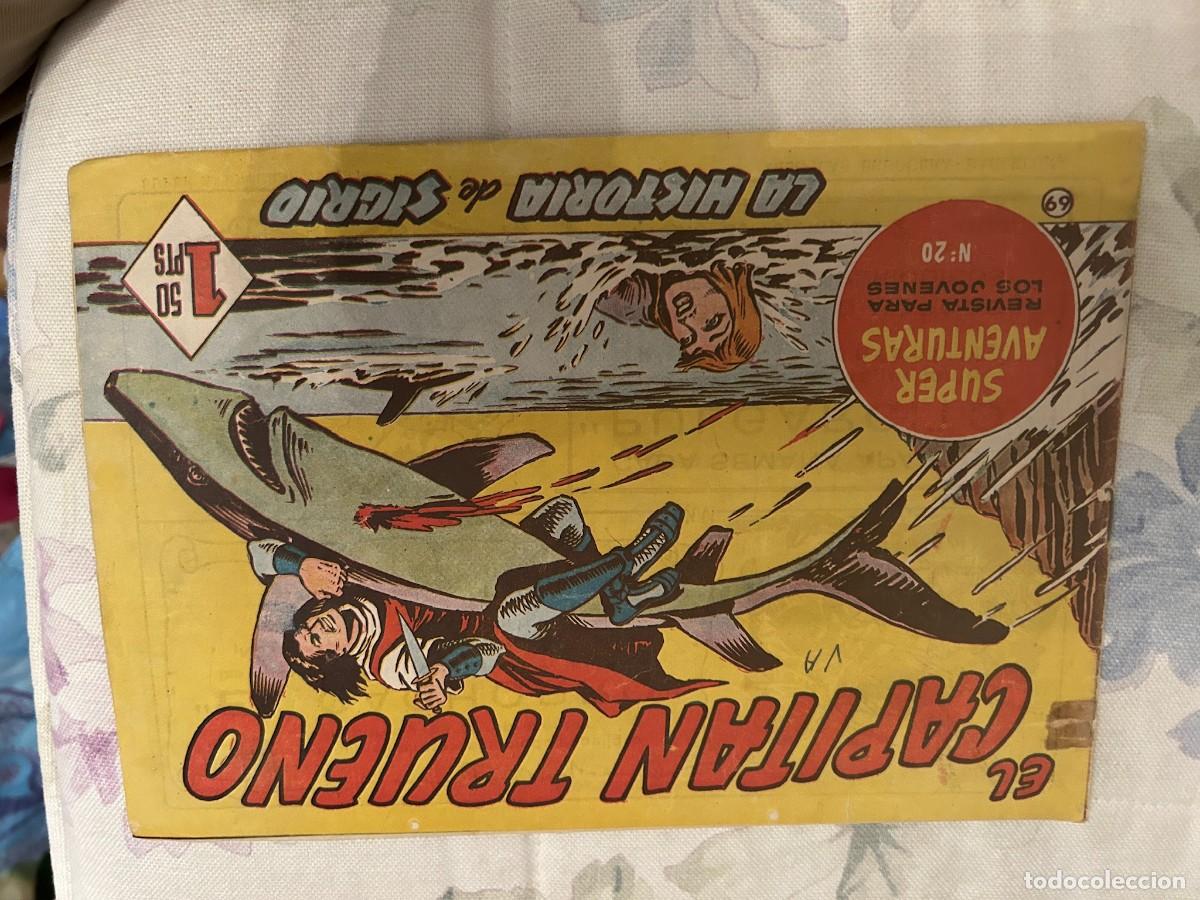 EL
CAPITAN TRUENO
VA
SUPER
AVENTURAS
REVISTA PARA
LOS JOVENES
Nº 20
69
1
50
PTS
LA HISTORIA de SIGRID
todocoleccion